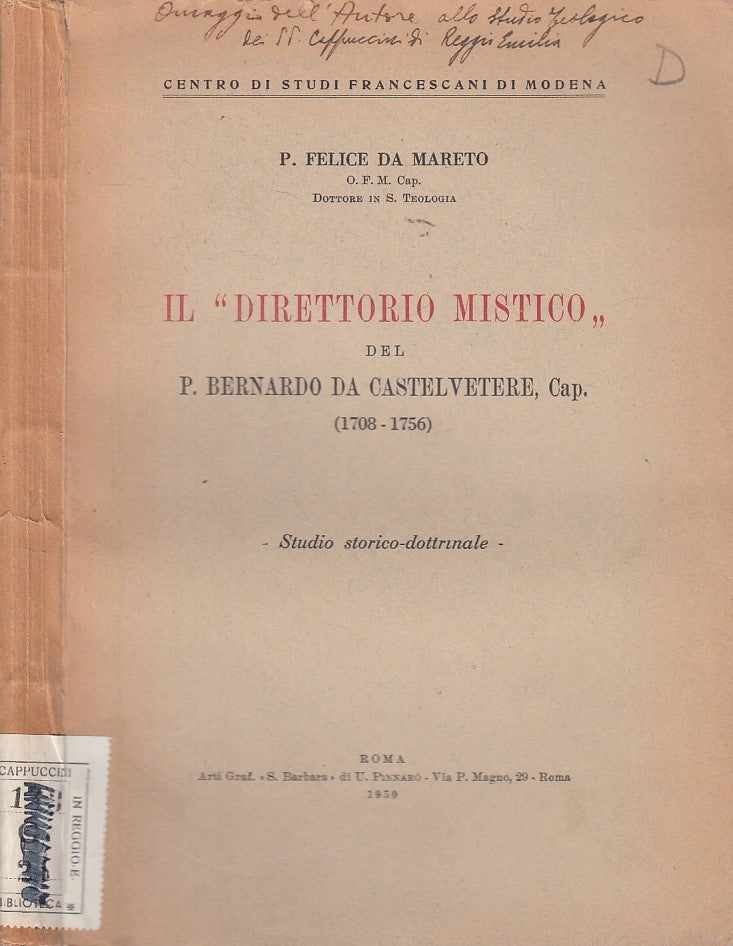 Omaggio dell'Autore allo Studio Teologico
dei PP. Cappuccini di Reggio Emilia
D
CENTRO DI STUDI FRANCESCANI DI MODENA
P. FELICE DA MARETO
O. F. M. Cap.
DOTTORE IN S. TEOLOGIA
IL “DIRETTORIO MISTICO„
DEL
P. BERNARDO DA CASTELVETERE, Cap.
(1708 - 1756)
- Studio storico-dottrinale -
ROMA
Arti Graf. «S. Barbara» di U. PINNARÒ - Via P. Magno, 29 - Roma
1950
CAPPUCCINI
IN REGGIO-E.
BIBLIOTECA